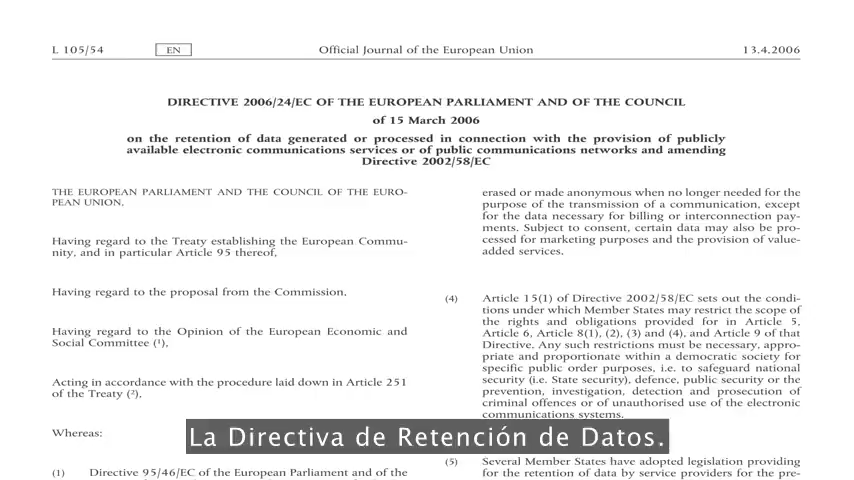 L 105/54
EN
Official Journal of the European Union
13.4.2006
DIRECTIVE 2006/24/EC OF THE EUROPEAN PARLIAMENT AND OF THE COUNCIL
of 15 March 2006
on the retention of data generated or processed in connection with the provision of publicly
available electronic communications services or of public communications networks and amending
Directive 2002/58/EC
THE EUROPEAN PARLIAMENT AND THE COUNCIL OF THE EURO-
PEAN UNION,
Having regard to the Treaty establishing the European Commu-
nity, and in particular Article 95 thereof,
Having regard to the proposal from the Commission,
Having regard to the Opinion of the European Economic and
Social Committee (1),
Acting in accordance with the procedure laid down in Article 251
of the Treaty (2),
Whereas:
(1) Directive 95/46/EC of the European Parliament and of the
erased or made anonymous when no longer needed for the
purpose of the transmission of a communication, except
for the data necessary for billing or interconnection pay-
ments. Subject to consent, certain data may also be pro-
cessed for marketing purposes and the provision of value-
added services.
(4) Article 15(1) of Directive 2002/58/EC sets out the condi-
tions under which Member States may restrict the scope of
the rights and obligations provided for in Article 5,
Article 6, Article 8(1), (2), (3) and (4), and Article 9 of that
Directive. Any such restrictions must be necessary, appro-
priate and proportionate within a democratic society for
specific public order purposes, i.e. to safeguard national
security (i.e. State security), defence, public security or the
prevention, investigation, detection and prosecution of
criminal offences or of unauthorised use of the electronic
communications systems.
(5) Several Member States have adopted legislation providing
for the retention of data by service providers for the pre-
La Directiva de Retención de Datos.